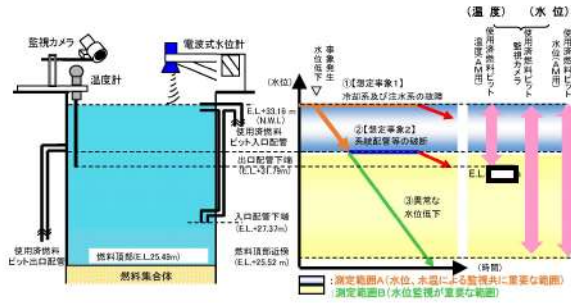 監視カメラ
電波式水位計
温度計
E.L+33.16 m
(N.W.L)
使用済燃料
ピット入口配管
出口配管下端
(E.L.+31.79m)
入口配管下端
(E.L.+27.37m)
使用済燃料
ピット出口配管
燃料頂部(E.L.25.49m)
燃料頂部近傍
(E.L.+25.52 m)
燃料集合体
(水位)
事象発生
水位低下
①【想定事象1】
冷却系及び注水系の故障
②【想定事象2】
系統配管等の破断
③異常な
水位低下
(時間)
(温度)
(水位)
使用済燃料ピット
温度(AM用)
使用済燃料ピット
監視カメラ
使用済燃料ピット
水位(AM用)
E.L.
:測定範囲A(水位、水温による監視共に重要な範囲)
:測定範囲B(水位監視が重要な範囲)